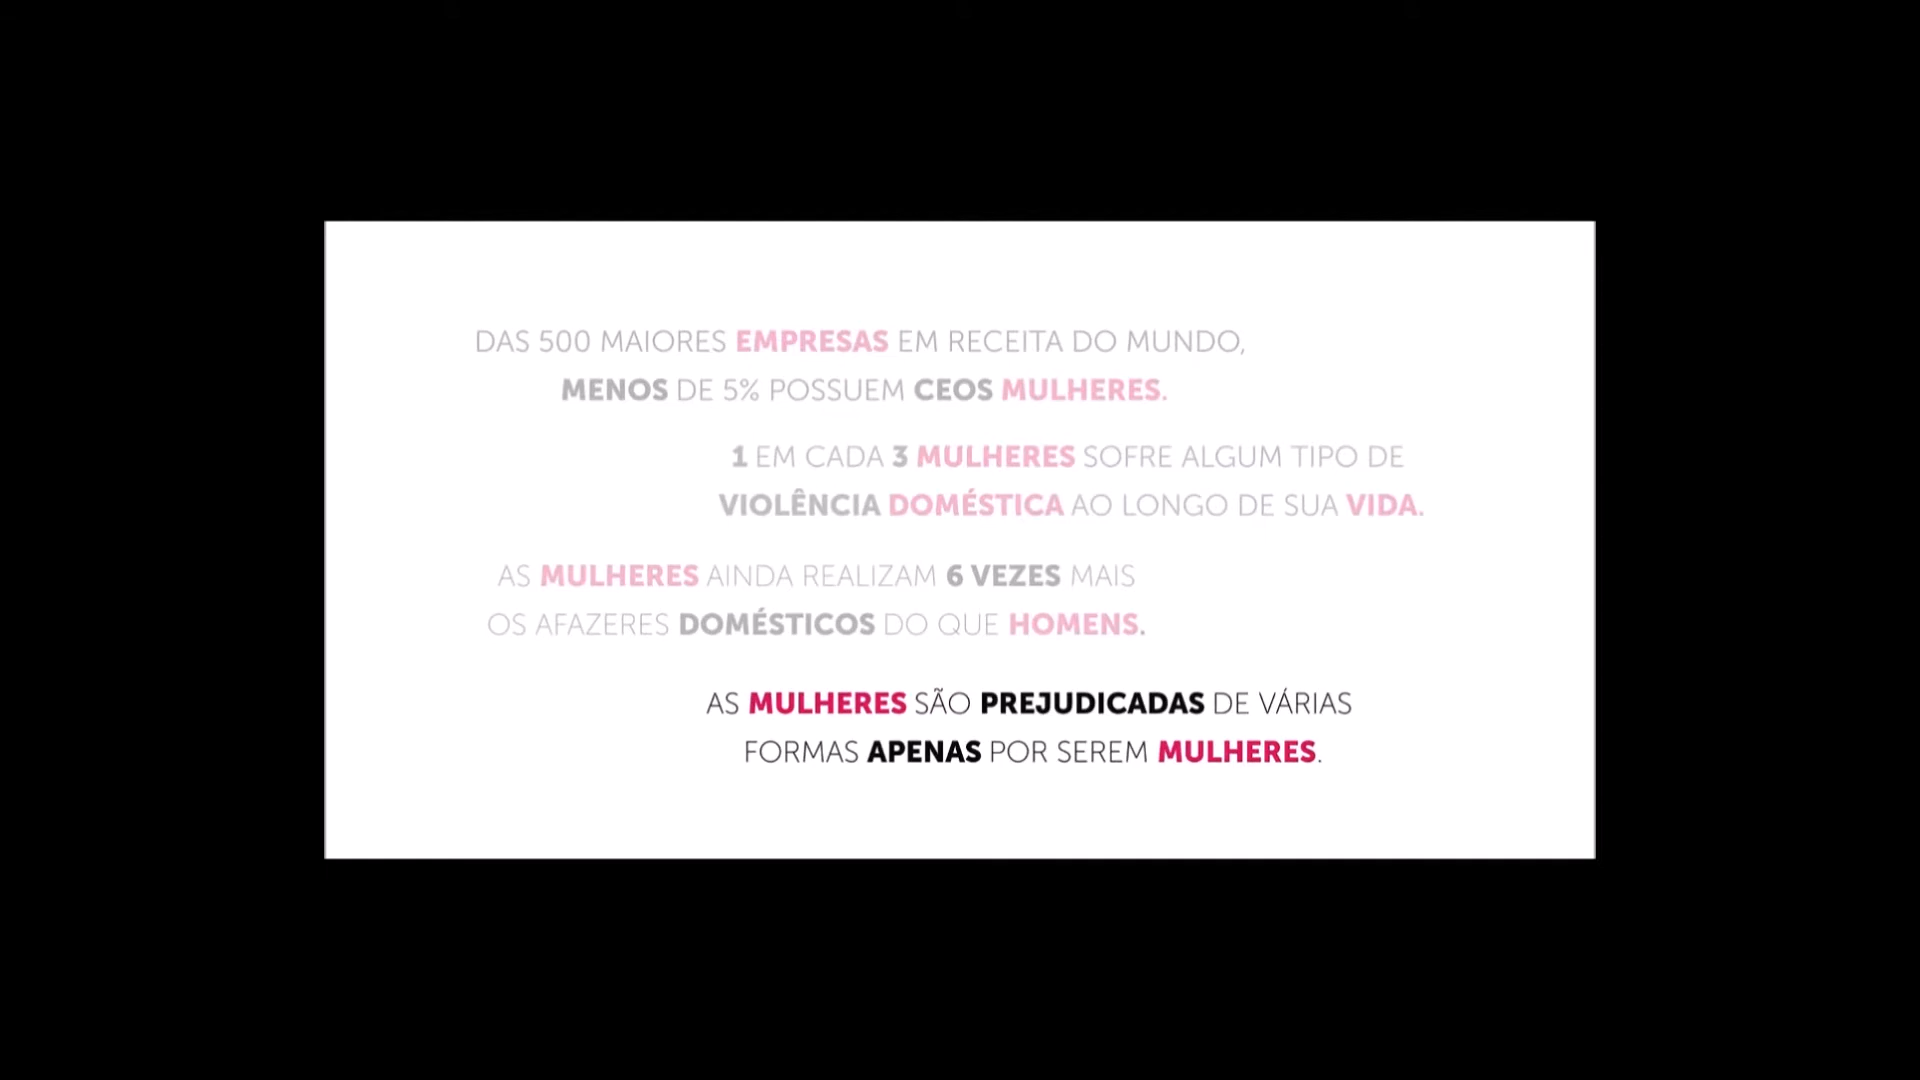 DAS 500 MAIORES EMPRESAS EM RECEITA DO MUNDO,
MENOS DE 5% POSSUEM CEOS MULHERES.
1 EM CADA 3 MULHERES SOFRE ALGUM TIPO DE
VIOLÊNCIA DOMÉSTICA AO LONGO DE SUA VIDA.
AS MULHERES AINDA REALIZAM 6 VEZES MAIS
OS AFAZERES DOMÉSTICOS DO QUE HOMENS.
AS MULHERES SÃO PREJUDICADAS DE VÁRIAS
FORMAS APENAS POR SEREM MULHERES.